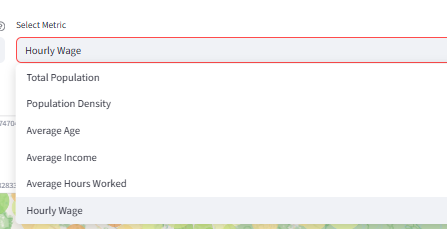 Select Metric
Hourly Wage
Total Population
Population Density
Average Age
Average Income
Average Hours Worked
Hourly Wage